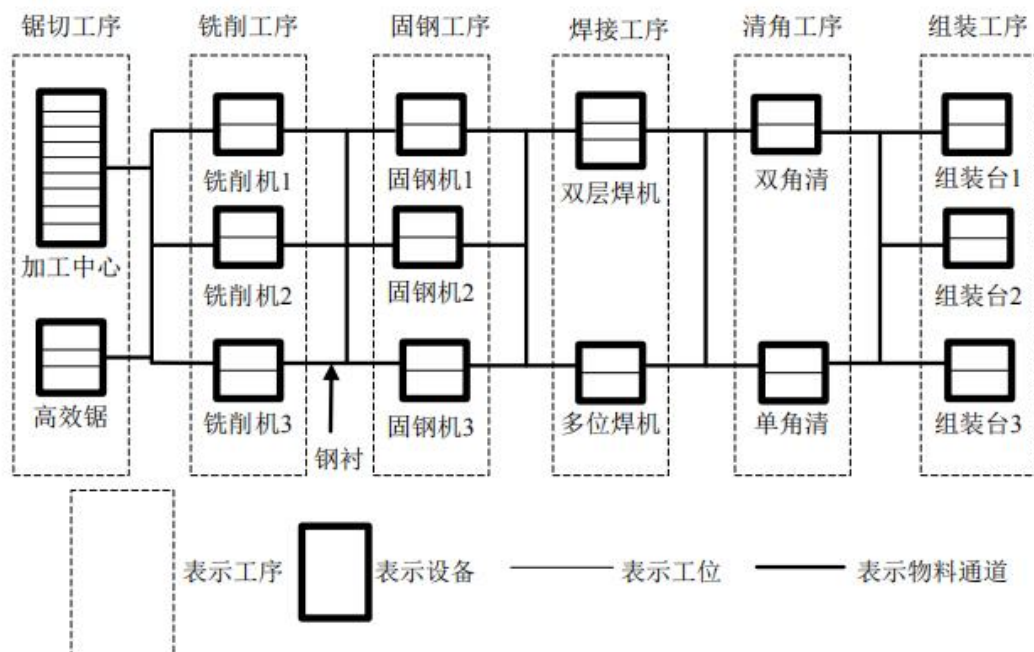 锯切工序 铣削工序 固钢工序 焊接工序 清角工序 组装工序
铣削机1 固钢机1 双层焊机 双角清 组装台1
加工中心 铣削机2 固钢机2 组装台2
高效锯 铣削机3 固钢机3 多位焊机 单角清 组装台3
钢衬
表示工序 表示设备 表示工位 表示物料通道